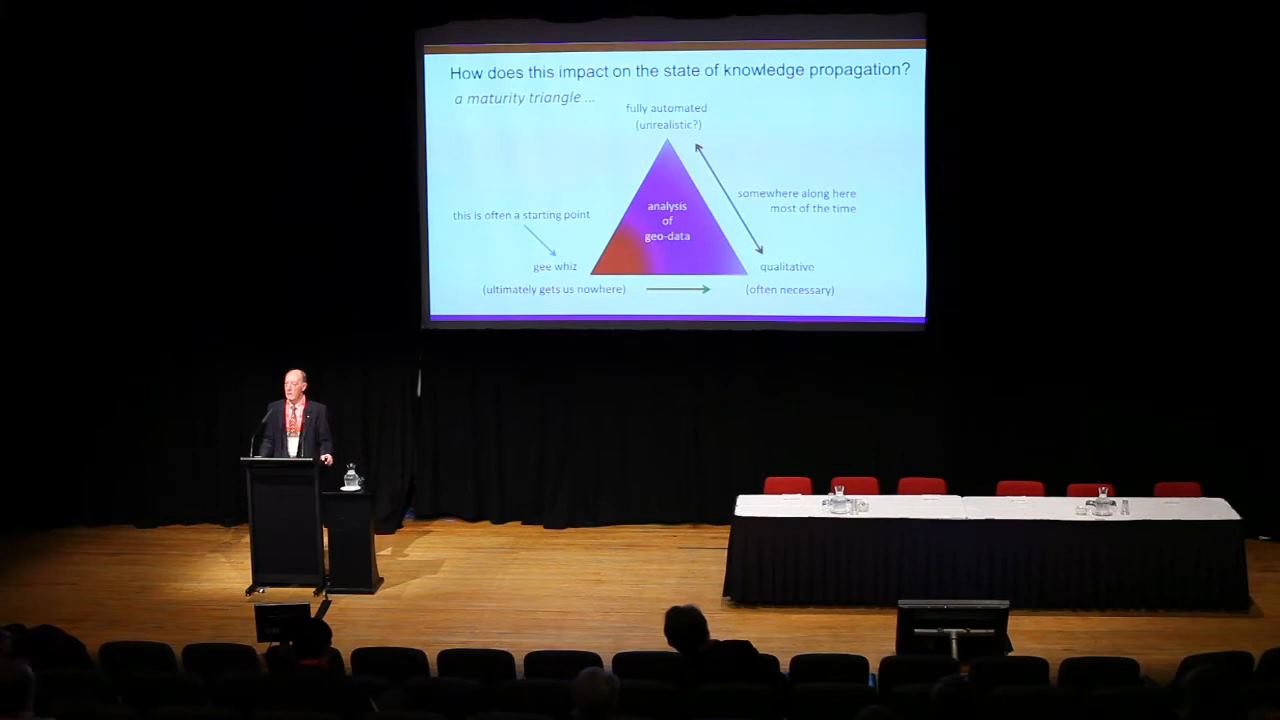 How does this impact on the state of knowledge propagation?
a maturity triangle ...
fully automated
(unrealistic?)
somewhere along here
most of the time
analysis
of
geo-data
this is often a starting point
gee whiz
qualitative
(ultimately gets us nowhere)
(often necessary)